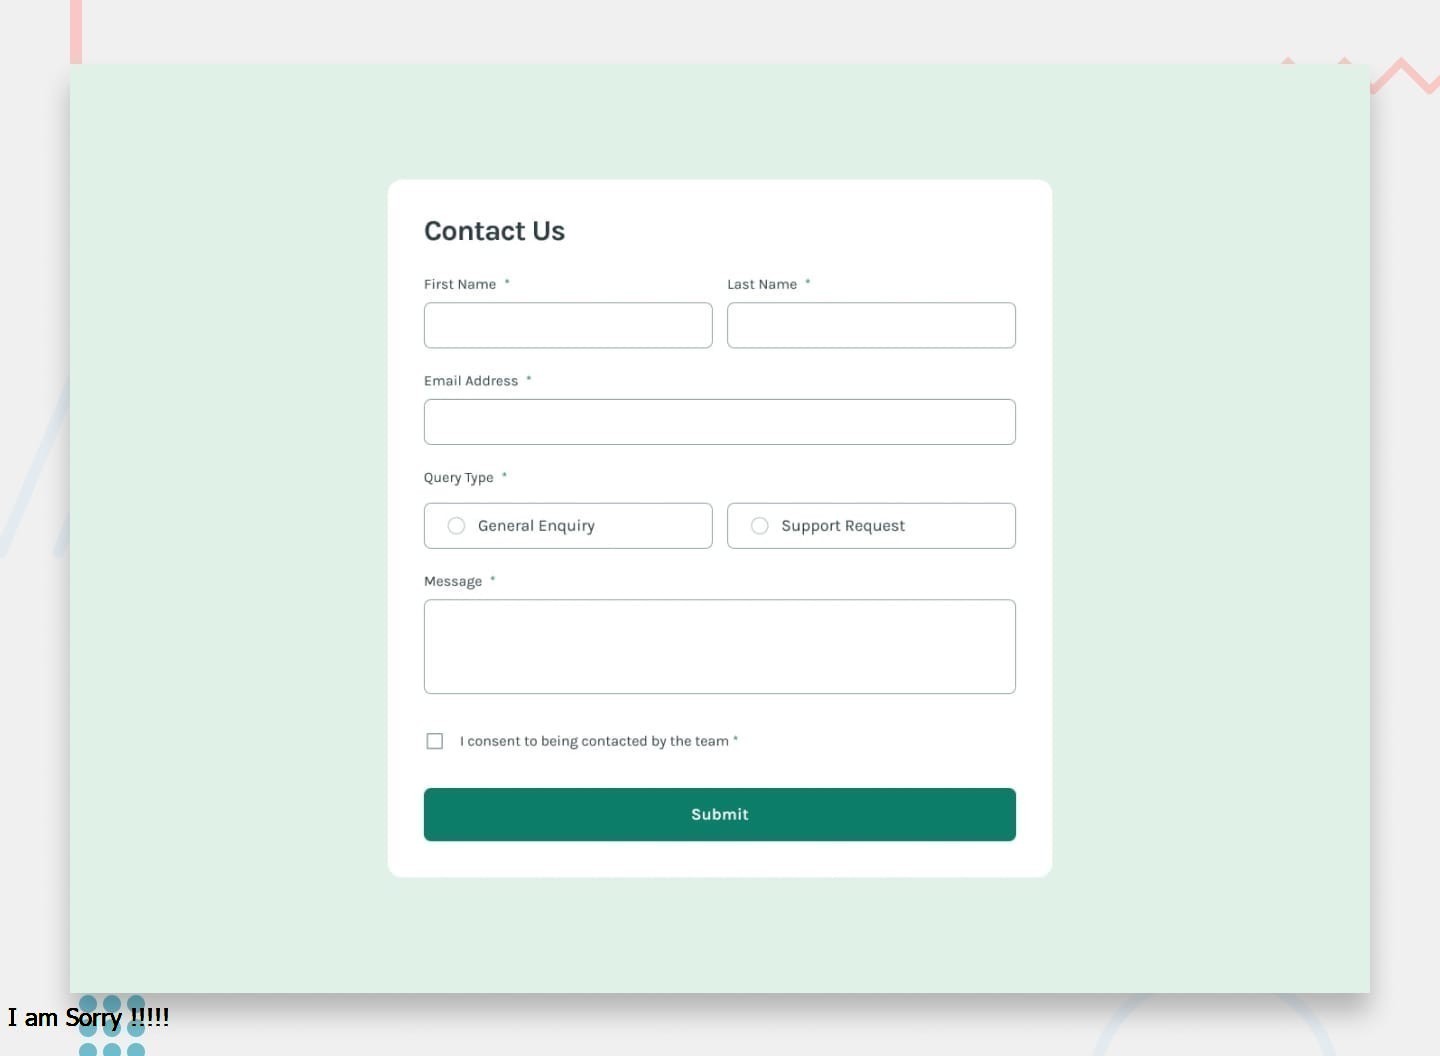 Contact Us
First Name * Last Name *
Email Address *
Query Type *
General Enquiry Support Request
Message *
I consent to being contacted by the team *
Submit
I am Sorry !!!!!